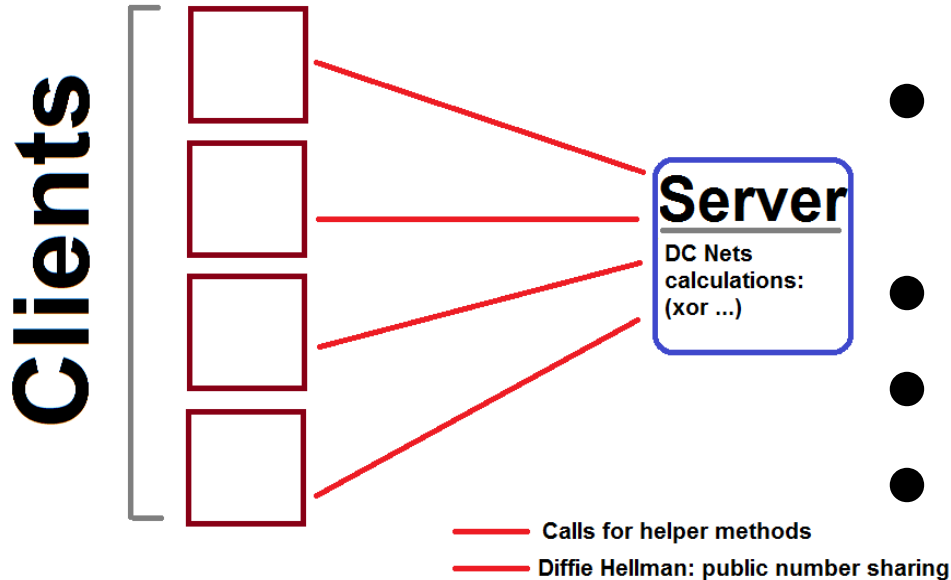 Clients
Server
DC Nets
calculations:
(xor ...)
Calls for helper methods
Diffie Hellman: public number sharing